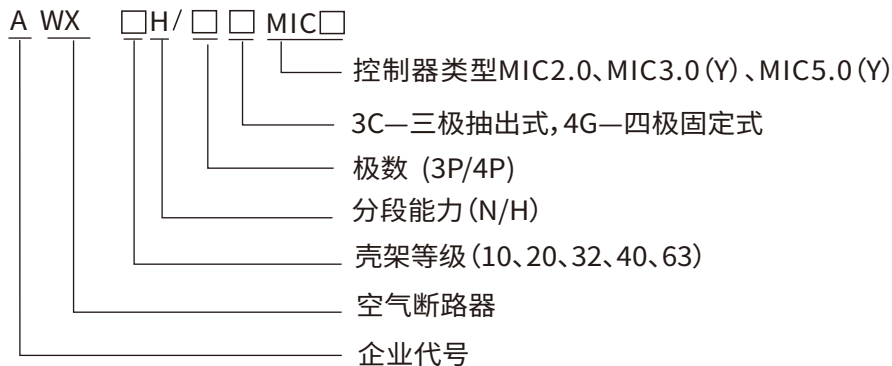 A WX □H/□ □ MIC□
控制器类型MIC2.0、MIC3.0(Y)、MIC5.0(Y)
3C—三极抽出式，4G—四极固定式
极数 (3P/4P)
分段能力(N/H)
壳架等级(10、20、32、40、63)
空气断路器
企业代号